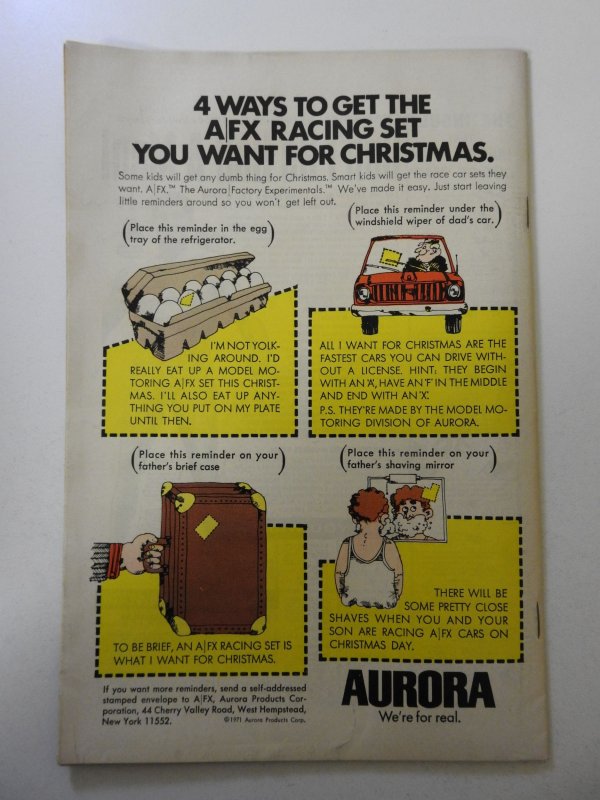 4 WAYS TO GET THE
A|FX RACING SET
YOU WANT FOR CHRISTMAS.
Some kids will get any dumb thing for Christmas. Smart kids will get the race car sets they
want. A|FX.™ The Aurora|Factory Experimentals.™ We've made it easy. Just start leaving
little reminders around so you won't get left out.
(Place this reminder in the egg
tray of the refrigerator.)
I'M NOT YOLK-
ING AROUND. I'D
REALLY EAT UP A MODEL MO-
TORING A|FX SET THIS CHRIST-
MAS. I'LL ALSO EAT UP ANY-
THING YOU PUT ON MY PLATE
UNTIL THEN.
(Place this reminder under the
windshield wiper of dad's car.)
ALL I WANT FOR CHRISTMAS ARE THE
FASTEST CARS YOU CAN DRIVE WITH-
OUT A LICENSE. HINT: THEY BEGIN
WITH AN 'A', HAVE AN 'F' IN THE MIDDLE
AND END WITH AN 'X'.
P.S. THEY'RE MADE BY THE MODEL MO-
TORING DIVISION OF AURORA.
(Place this reminder on your
father's brief case)
TO BE BRIEF, AN A|FX RACING SET IS
WHAT I WANT FOR CHRISTMAS.
(Place this reminder on your
father's shaving mirror)
THERE WILL BE
SOME PRETTY CLOSE
SHAVES WHEN YOU AND YOUR
SON ARE RACING A|FX CARS ON
CHRISTMAS DAY.
If you want more reminders, send a self-addressed
stamped envelope to A|FX, Aurora Products Cor-
poration, 44 Cherry Valley Road, West Hempstead,
New York 11552.
©1971 Aurora Products Corp.
AURORA
We're for real.